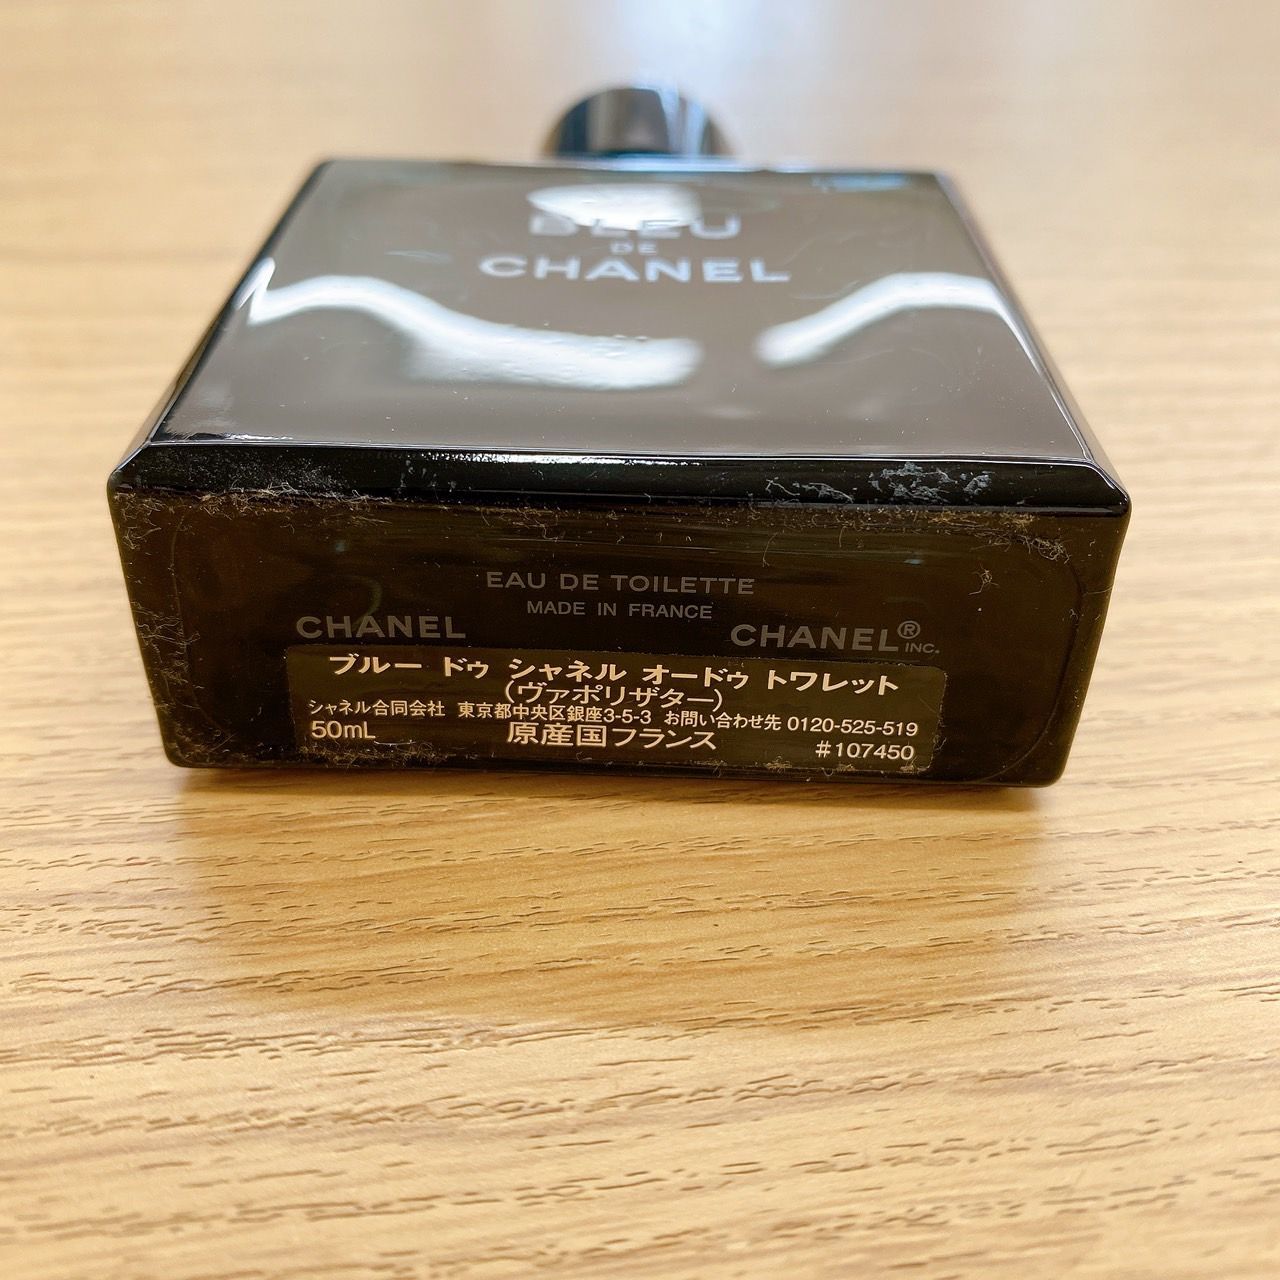 BLEU
DE
CHANEL
EAU DE TOILETTE
MADE IN FRANCE
CHANEL
CHANEL® INC.
ブルー ドゥ シャネル オードゥ トワレット
(ヴァポリザター)
シャネル合同会社 東京都中央区銀座3-5-3 お問い合わせ先 0120-525-519
50mL 原産国フランス #107450